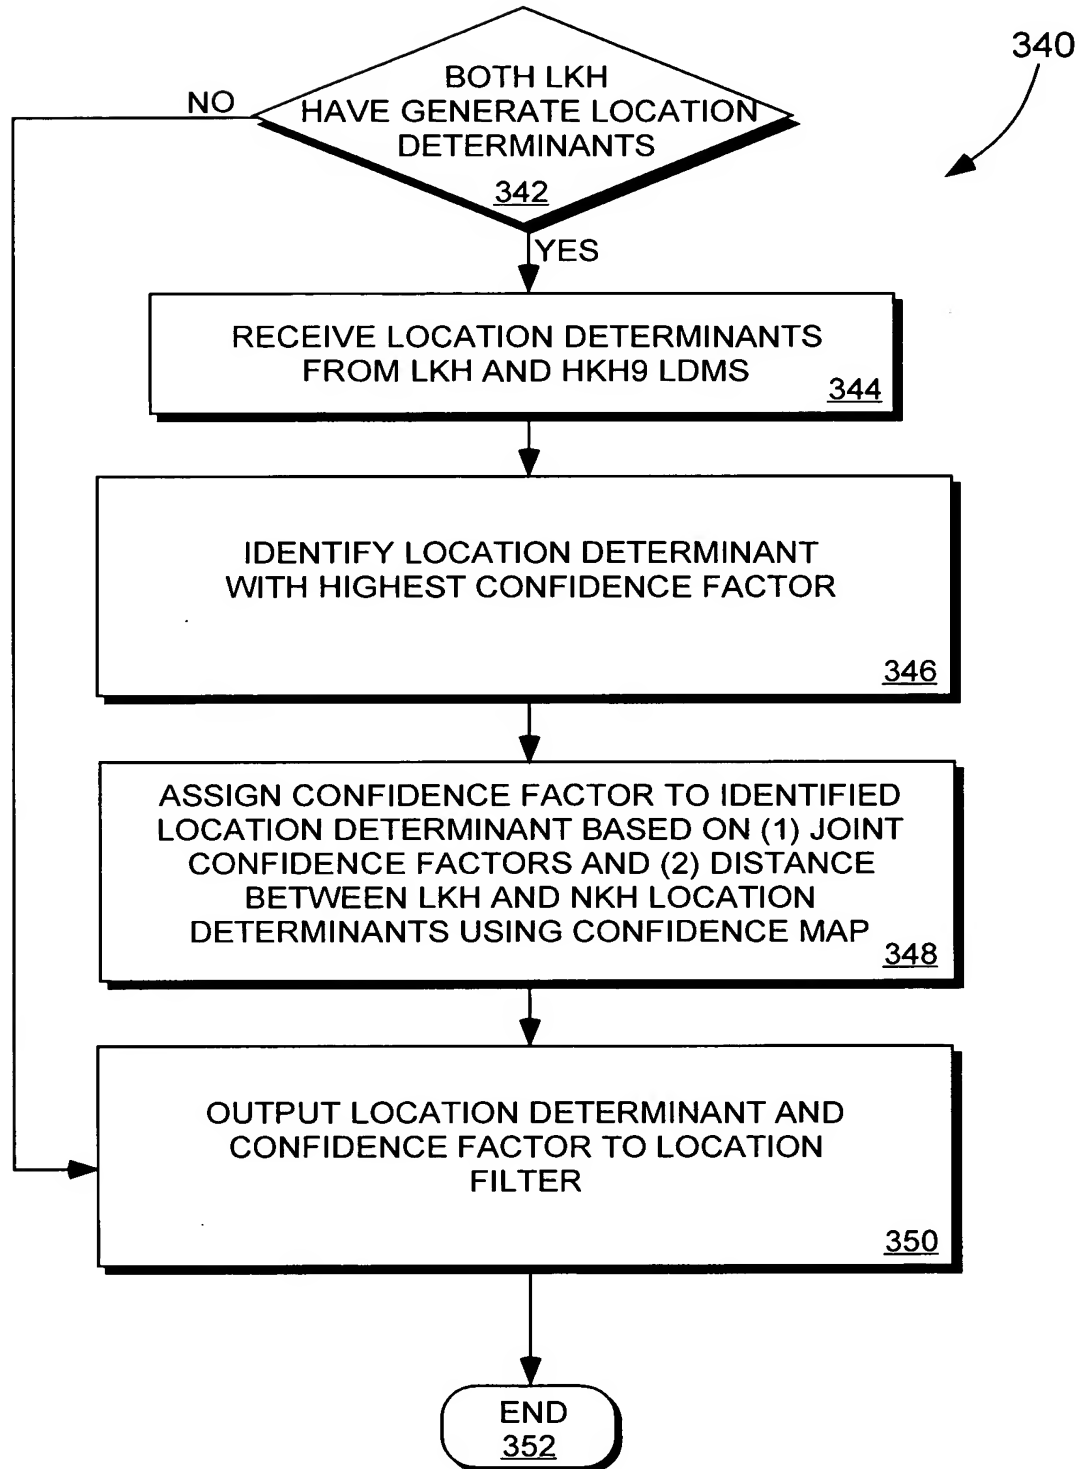 340
BOTH LKH
HAVE GENERATE LOCATION
DETERMINANTS
342
NO
YES
RECEIVE LOCATION DETERMINANTS
FROM LKH AND HKH9 LDMS
344
IDENTIFY LOCATION DETERMINANT
WITH HIGHEST CONFIDENCE FACTOR
346
ASSIGN CONFIDENCE FACTOR TO IDENTIFIED
LOCATION DETERMINANT BASED ON (1) JOINT
CONFIDENCE FACTORS AND (2) DISTANCE
BETWEEN LKH AND NKH LOCATION
DETERMINANTS USING CONFIDENCE MAP
348
OUTPUT LOCATION DETERMINANT AND
CONFIDENCE FACTOR TO LOCATION
FILTER
350
END
352